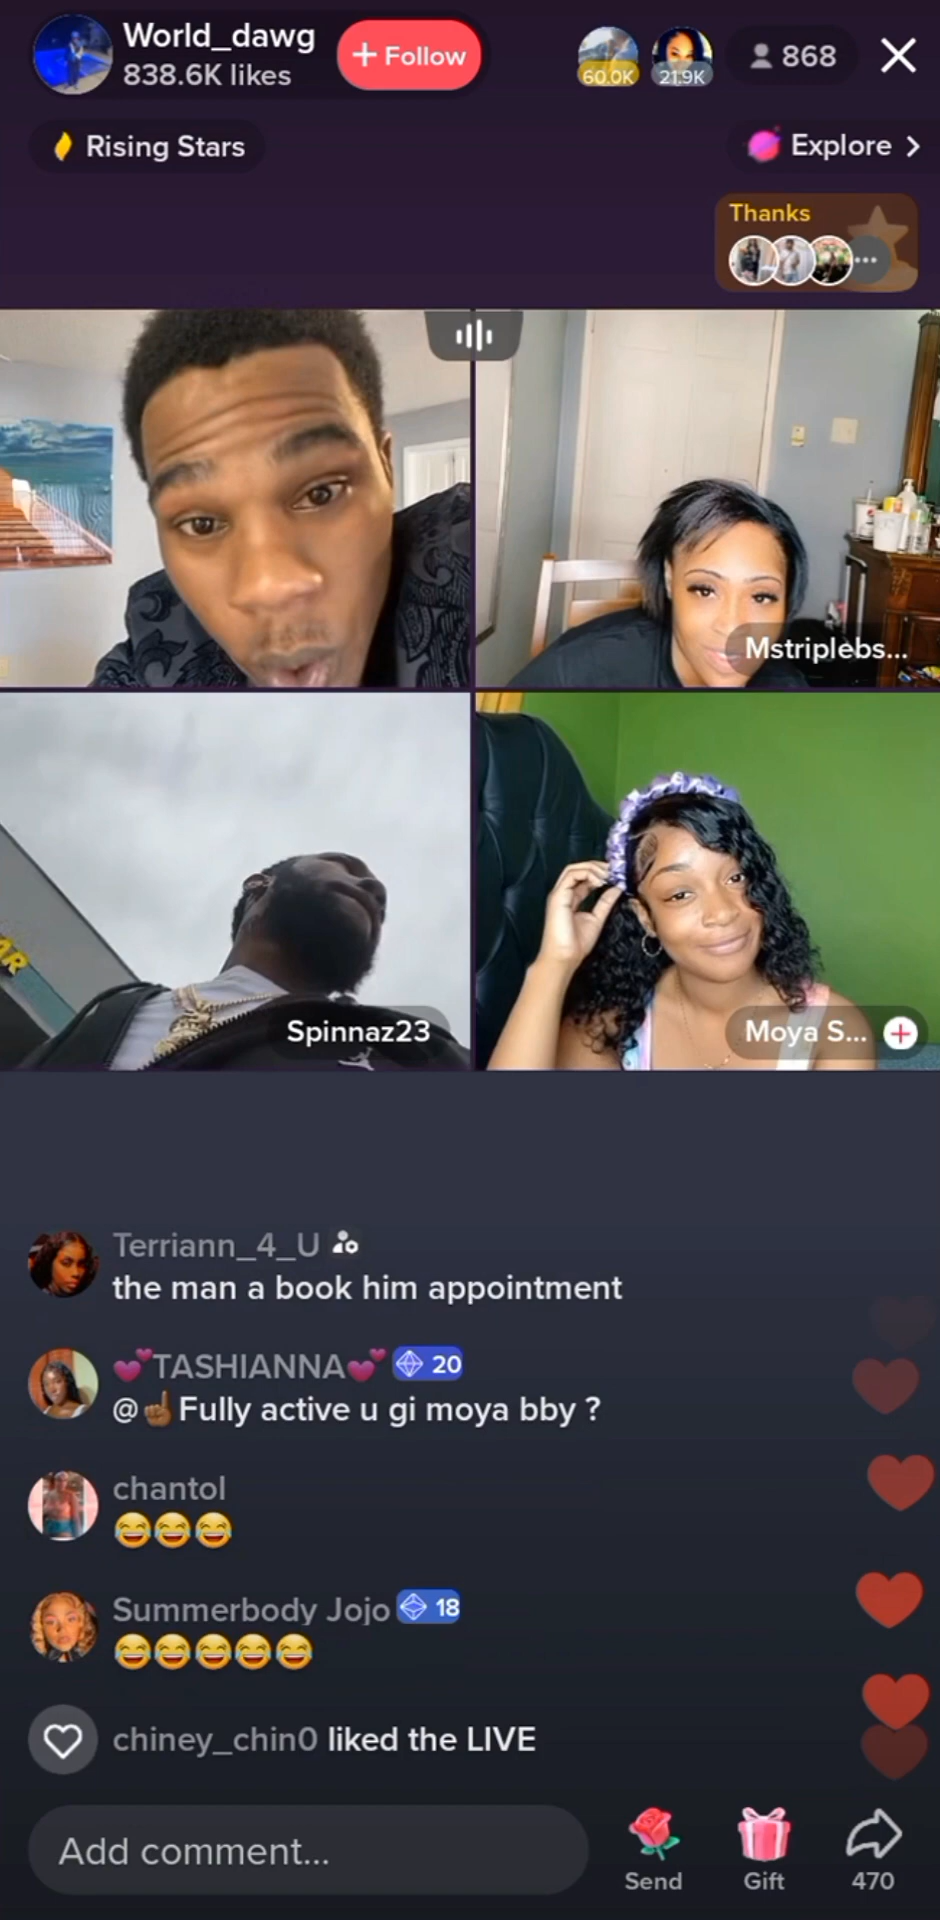 World_dawg
838.6K likes
+ Follow
60.0K
21.9K
868
Rising Stars
Explore >
Thanks
Mstriplebs...
AR
Spinnaz23
Moya S...
Terriann_4_U
the man a book him appointment
💕TASHIANNA💕 20
@☝🏾Fully active u gi moya bby ?
chantol
😂😂😂
Summerbody Jojo 18
😂😂😂😂😂
chiney_chin0 liked the LIVE
Add comment...
Send
Gift
470